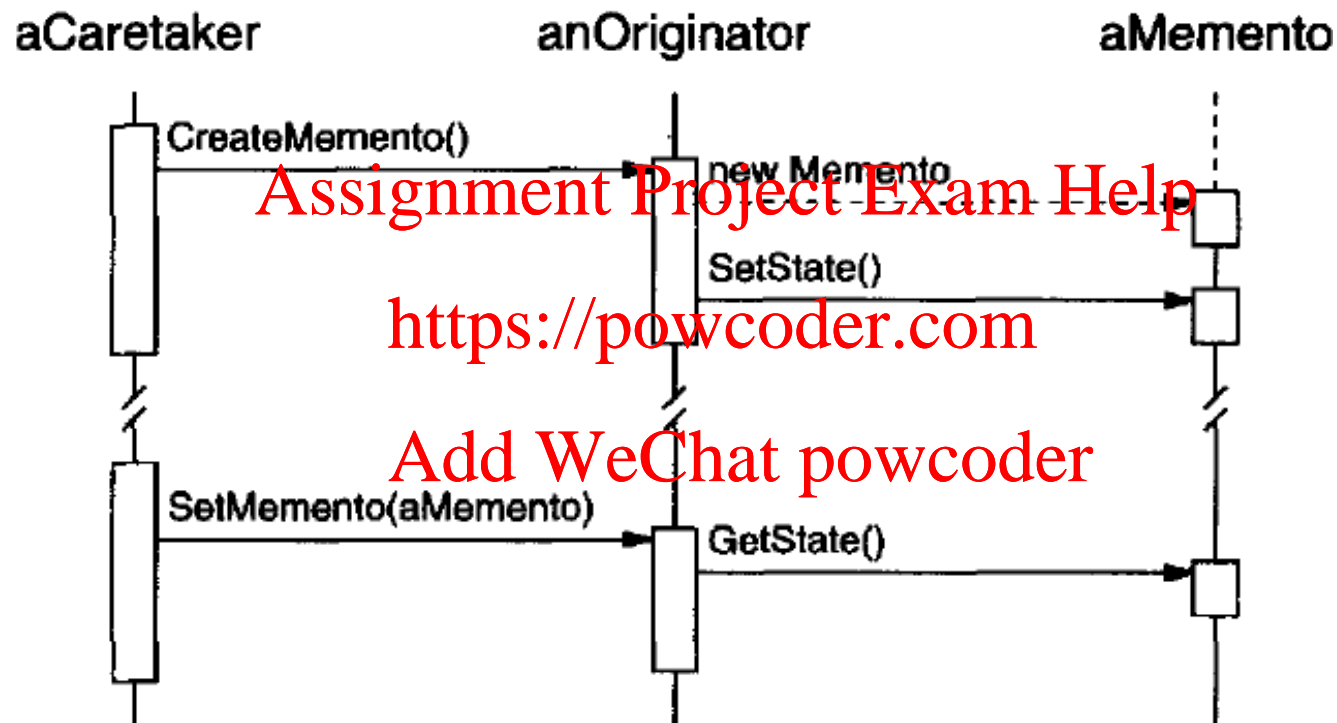 aCaretaker anOriginator aMemento
CreateMemento()
new Memento
Assignment Project Exam Help
SetState()
https://powcoder.com
Add WeChat powcoder
SetMemento(aMemento)
GetState()